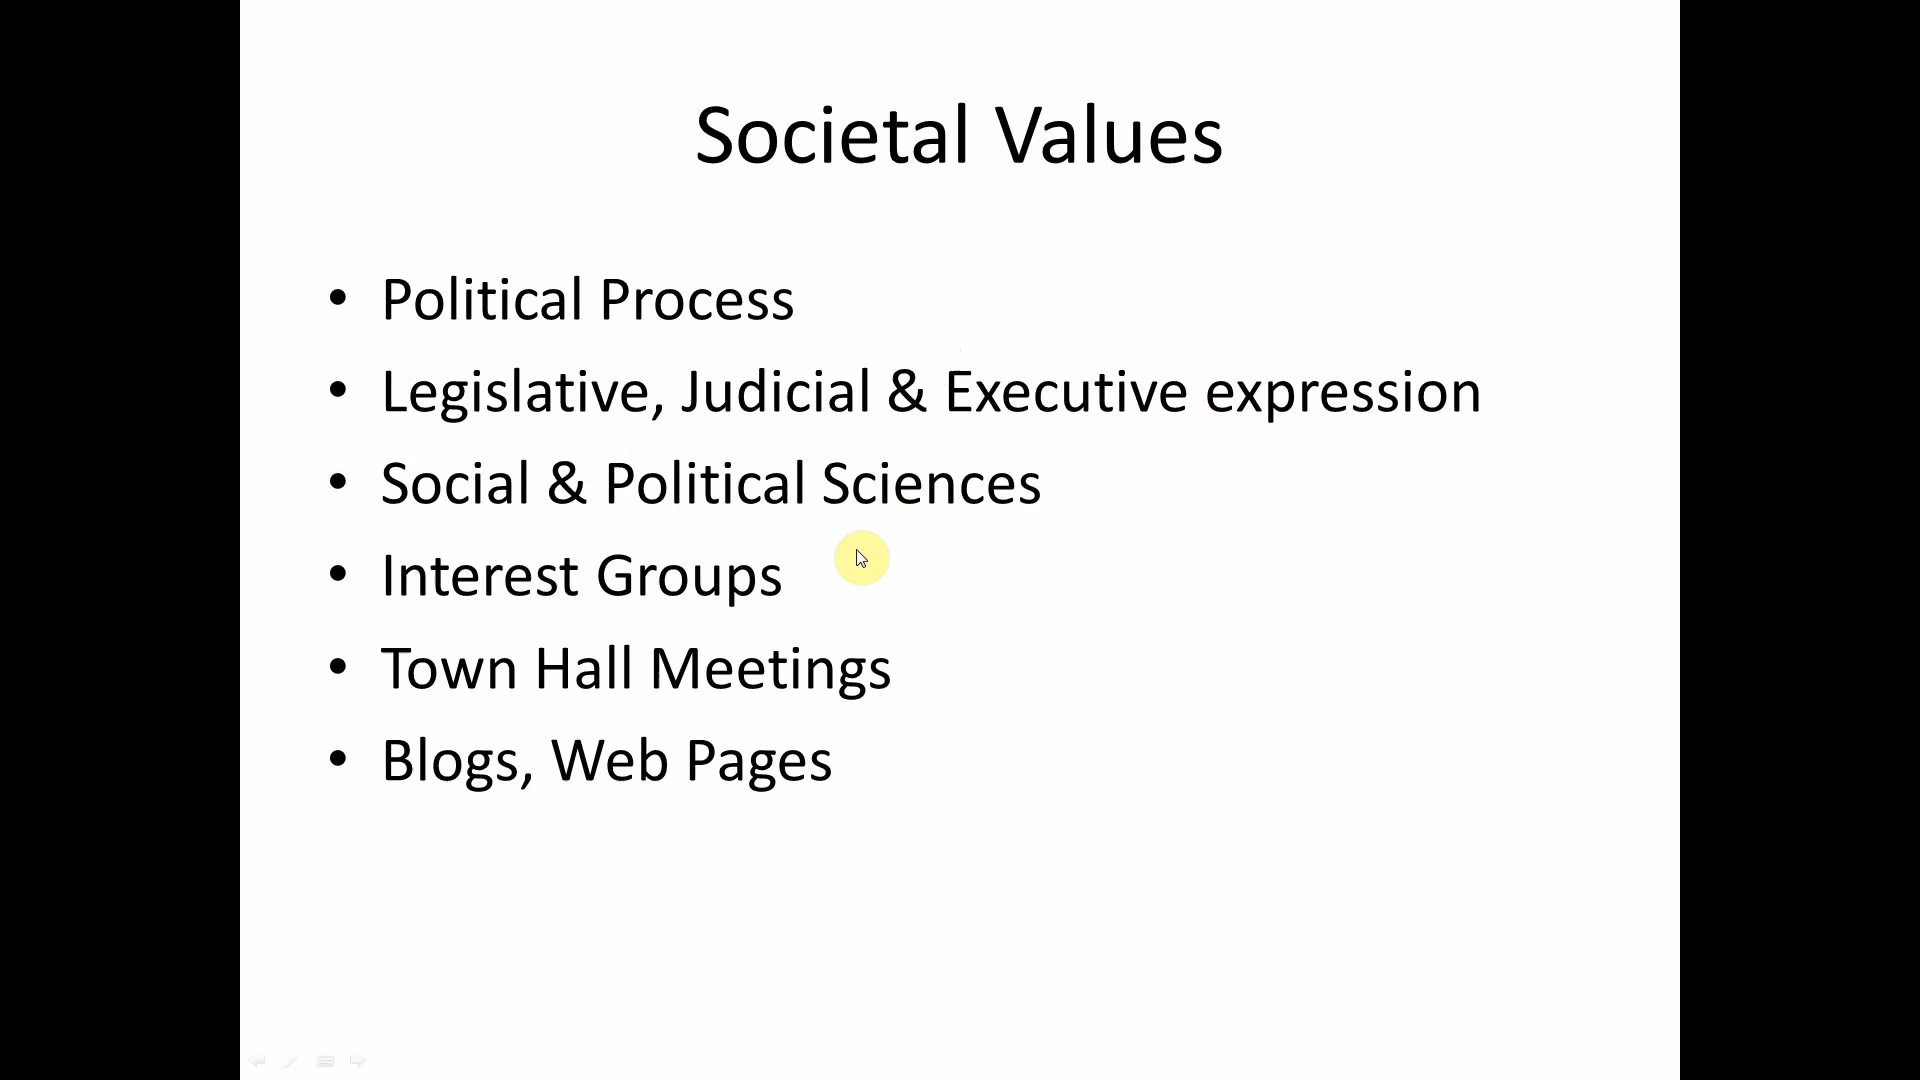 Societal Values
• Political Process
• Legislative, Judicial & Executive expression
• Social & Political Sciences
• Interest Groups
• Town Hall Meetings
• Blogs, Web Pages